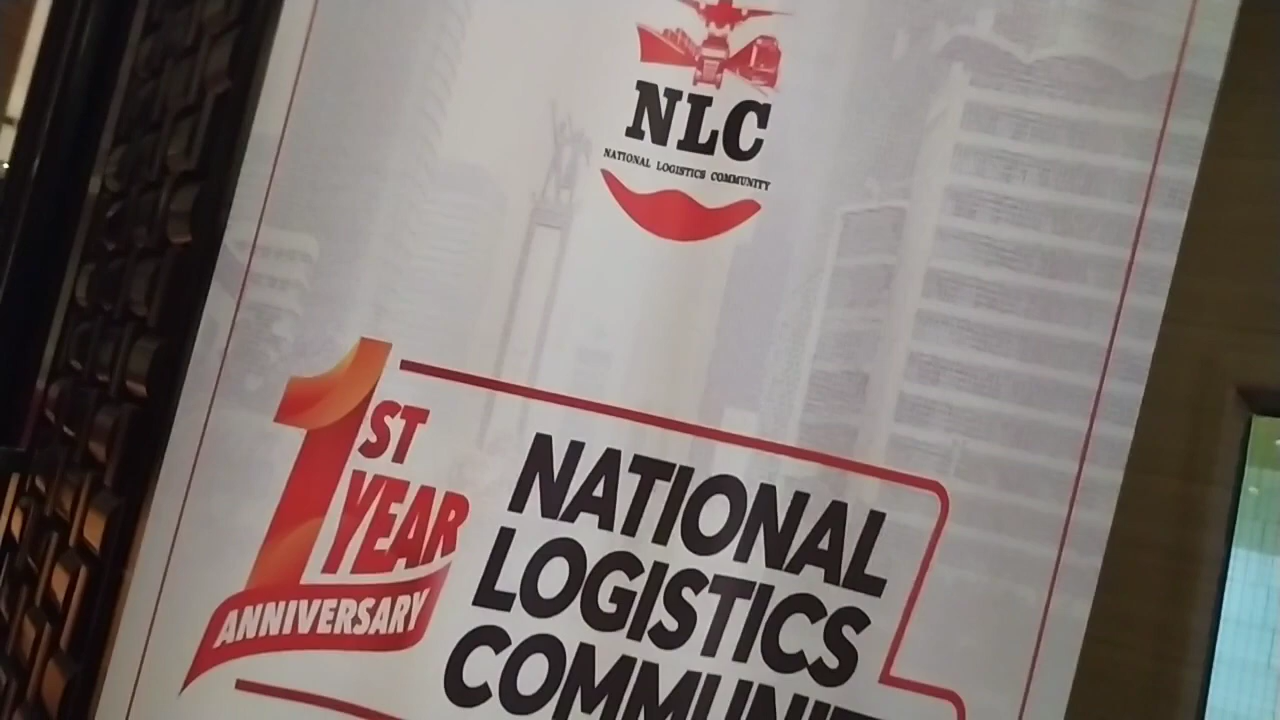 NLC
NATIONAL LOGISTICS COMMUNITY
1ST
YEAR
ANNIVERSARY
NATIONAL
LOGISTICS